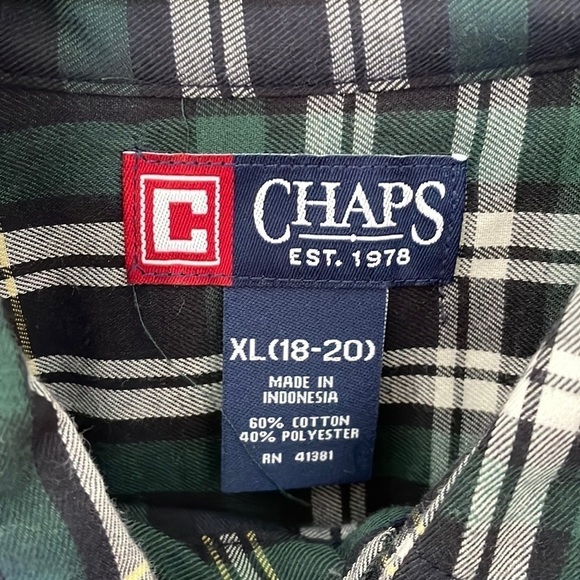 C CHAPS
EST. 1978
XL(18-20)
MADE IN
INDONESIA
60% COTTON
40% POLYESTER
RN 41381